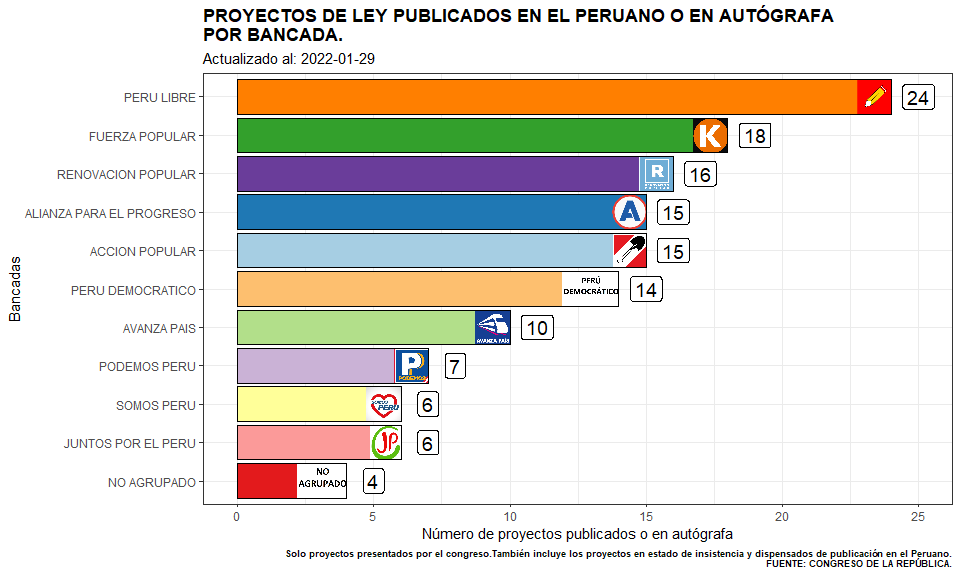 PROYECTOS DE LEY PUBLICADOS EN EL PERUANO O EN AUTÓGRAFA
POR BANCADA.
Actualizado al: 2022-01-29
Bancadas
PERU LIBRE
24
FUERZA POPULAR
K
18
RENOVACION POPULAR
R
16
ALIANZA PARA EL PROGRESO
A
15
ACCION POPULAR
15
PERU DEMOCRATICO
PERÚ
DEMOCRÁTICO
14
AVANZA PAIS
AVANZA PAÍS
10
PODEMOS PERU
P
PODEMOS
7
SOMOS PERU
SOMOS
PERÚ
6
JUNTOS POR EL PERU
JP
6
NO AGRUPADO
NO
AGRUPADO
4
0 5 10 15 20 25
Número de proyectos publicados o en autógrafa
Solo proyectos presentados por el congreso.También incluye los proyectos en estado de insistencia y dispensados de publicación en el Peruano.
FUENTE: CONGRESO DE LA REPÚBLICA.